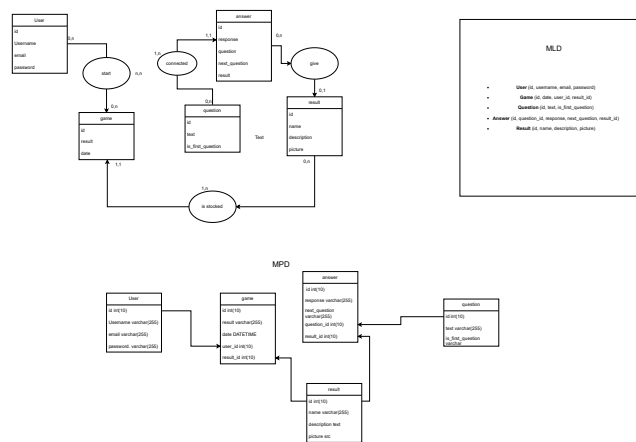 User
id
Username
email
password
0,n
start
n,n
0,n
game
id
result
date
1,1
1,n
connected
1,1
answer
id
response
question
next_question
result
0,n
give
0,1
0,n
question
id
text
is_first_question
Text
result
id
name
description
picture
0,n
1,n
is stocked
MLD
User (id, username, email, password)
Game (id, date, user_id, result_id)
Question (id, text, is_first_question)
Answer (id, question_id, response, next_question, result_id)
Result (id, name, description, picture)
MPD
User
id int(10)
Username varchar(255)
email varchar(255)
password. varchar(255)
game
id int(10)
result varchar(255)
date DATETIME
user_id int(10)
result_id int(10)
answer
id int(10)
response varchar(255)
next_question
varchar(255)
question_id int(10)
result_id int(10)
question
id int(10)
text varchar(255)
is_first_question
varchar
result
id int(10)
name varchar(255)
description text
picture src